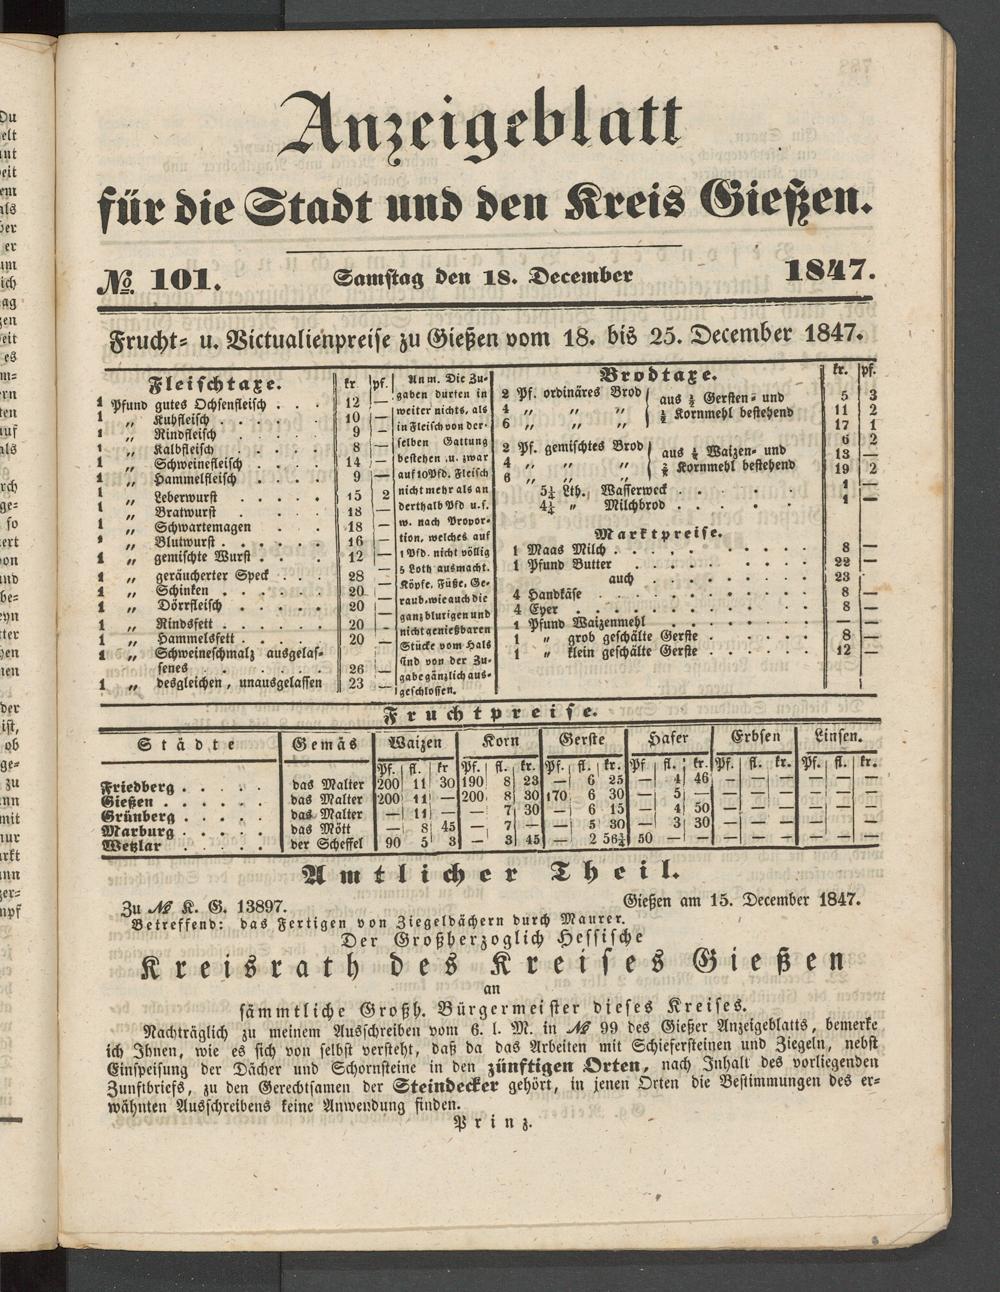 Anzeigeblatt
für die Stadt und den Kreis Gießen.
No. 101. Samstag den 18. December 1847.
Frucht- u. Victualienpreise zu Gießen vom 18. bis 25. December 1847.
Fleischtaxe. kr. pf.
1 Pfund gutes Ochsenfleisch . . . 12 —
1 „ Kuhfleisch . . . . . 10 —
1 „ Rindfleisch . . . . 9 —
1 „ Kalbfleisch . . . . 8 —
1 „ Schweinefleisch . . . . 14 —
1 „ Hammelfleisch . . . . 9 —
1 „ Leberwurst . . . . . 15 2
1 „ Bratwurst . . . . 18 —
1 „ Schwartemagen . . . . 18 —
1 „ Blutwurst . . . . . 16 —
1 „ gemischte Wurst . . . . 12 —
1 „ geräucherter Speck . . . 28 —
1 „ Schinken . . . . . 20 —
1 „ Dörrfleisch . . . . . 20 —
1 „ Rindsfett . . . . . 20 —
1 „ Hammelsfett . . . . . 20 —
1 „ Schweineschmalz ausgelas-
senes . . . . . . 26 —
1 „ desgleichen, unausgelassen 23 —
Anm. Die Zu-
gaben dürfen in
weiter nichts, als
in Fleisch von der-
selben Gattung
bestehen, u. zwar
auf 10 Pfd. Fleisch
nicht mehr als an-
derthalb Pfd u. s.
w. nach Propor-
tion, welches auf
1 Pfd. nicht völlig
5 Loth ausmacht.
Köpfe, Füße, Ge-
raub, wie auch die
ganz blutigen und
nicht genießbaren
Stücke vom Hals
sind von der Zu-
gabe gänzlich aus-
geschlossen.
Brodtaxe. kr. pf.
2 Pf. ordinäres Brod 5 3
4 „ „ „ 11 2
6 „ „ „ 17 1
aus ½ Gersten- und
½ Kornmehl bestehend
2 Pf. gemischtes Brod 6 2
4 „ „ „ 13 —
6 „ „ 19 2
aus Waizen- und
Kornmehl bestehend
5¼ Lth. Wasserweck . . . . 1 —
4¼ „ Milchbrod . . . . 1 —
Marktpreise.
1 Maas Milch . . . . . . . . 8 —
1 Pfund Butter . . . . . . . 22 —
auch . . . . . . 23 —
4 Handkäse . . . . . . . . 8 —
4 Eyer . . . . . . . . . 8 —
1 Pfund Waizenmehl . . . . . . — —
1 „ grob geschälte Gerste . . . . . 8 —
1 „ klein geschälte Gerste . . . . . 12 —
Fruchtpreise.
Städte Gemäs Waizen Korn Gerste Hafer Erbsen Linsen.
Pf. fl. kr Pf. fl. kr. Pf. fl. kr. Pf fl. kr. Pf. fl. kr. Pf. fl. kr.
Friedberg . . . . . das Malter 200 11 30 190 8 23 — 6 25 — 4 46 — — — — — —
Gießen . . . . . das Malter 200 11 — 200 8 30 170 6 30 — 5 — — — — — — —
Grünberg . . . . . das Malter — 11 — — 7 30 — 6 15 — 4 50 — — — — — —
Marburg . . . . . das Mött — 8 45 — 7 — — 5 30 — 3 30 — — — — — —
Wetzlar . . . . . der Scheffel 90 5 3 — 3 45 — 2 56¼ 50 — — — — — — — —
Amtlicher Theil.
Zu № K. G. 13897. Gießen am 15. December 1847.
Betreffend: das Fertigen von Ziegeldächern durch Maurer.
Der Großherzoglich Hessische
Kreisrath des Kreises Gießen
an
sämmtliche Großh. Bürgermeister dieses Kreises.
Nachträglich zu meinem Ausschreiben vom 6. l. M. in № 99 des Gießer Anzeigeblatts, bemerke
ich Ihnen, wie es sich von selbst versteht, daß da das Arbeiten mit Schiefersteinen und Ziegeln, nebst
Einspeisung der Dächer und Schornsteine in den zünftigen Orten, nach Inhalt des vorliegenden
Zunftbriefs, zu den Gerechtsamen der Steindecker gehört, in jenen Orten die Bestimmungen des er-
wähnten Ausschreibens keine Anwendung finden.
Prinz.